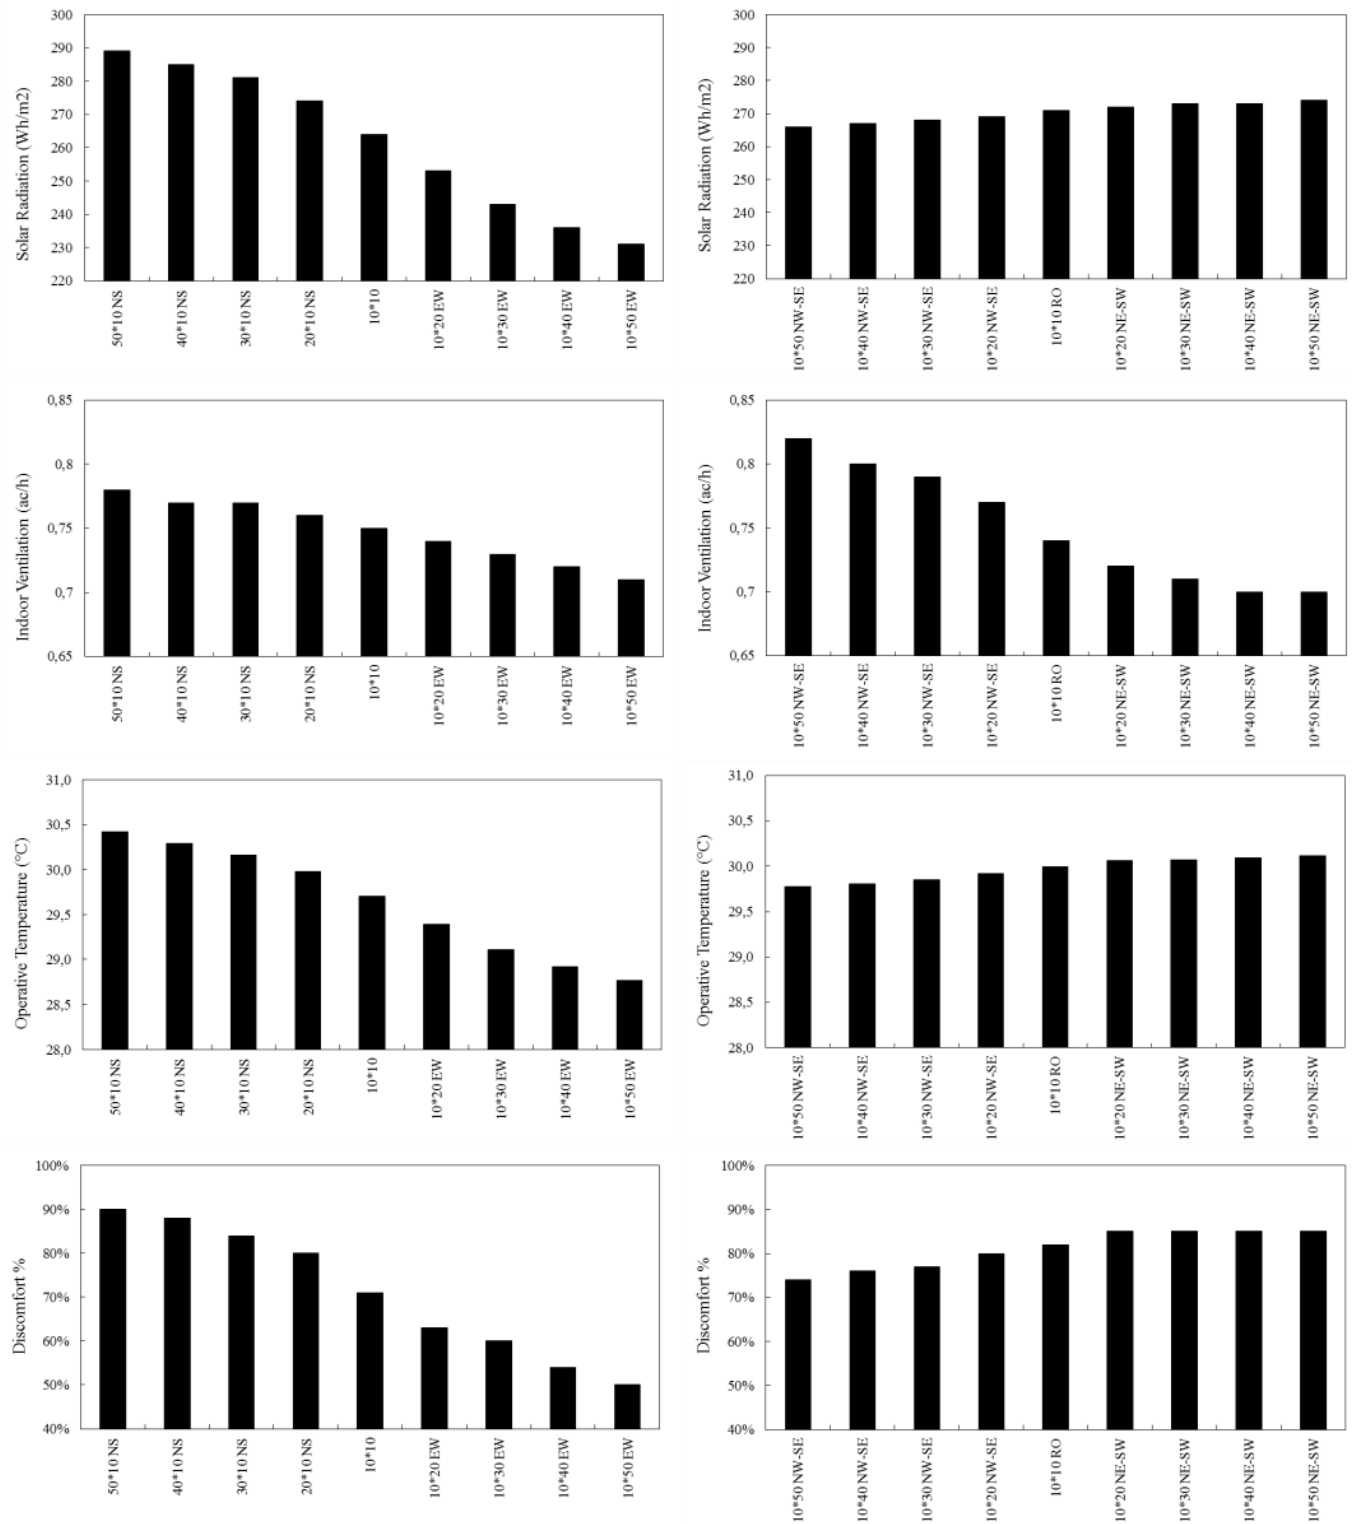 Solar Radiation (Wh/m2)
300
290
280
270
260
250
240
230
220
50*10 NS
40*10 NS
30*10 NS
20*10 NS
10*10
10*20 EW
10*30 EW
10*40 EW
10*50 EW
Solar Radiation (Wh/m2)
300
290
280
270
260
250
240
230
220
10*50 NW-SE
10*40 NW-SE
10*30 NW-SE
10*20 NW-SE
10*10 RO
10*20 NE-SW
10*30 NE-SW
10*40 NE-SW
10*50 NE-SW
Indoor Ventilation (ac/h)
0,85
0,8
0,75
0,7
0,65
50*10 NS
40*10 NS
30*10 NS
20*10 NS
10*10
10*20 EW
10*30 EW
10*40 EW
10*50 EW
Indoor Ventilation (ac/h)
0,85
0,8
0,75
0,7
0,65
10*50 NW-SE
10*40 NW-SE
10*30 NW-SE
10*20 NW-SE
10*10 RO
10*20 NE-SW
10*30 NE-SW
10*40 NE-SW
10*50 NE-SW
Operative Temperature (°C)
31,0
30,5
30,0
29,5
29,0
28,5
28,0
50*10 NS
40*10 NS
30*10 NS
20*10 NS
10*10
10*20 EW
10*30 EW
10*40 EW
10*50 EW
Operative Temperature (°C)
31,0
30,5
30,0
29,5
29,0
28,5
28,0
10*50 NW-SE
10*40 NW-SE
10*30 NW-SE
10*20 NW-SE
10*10 RO
10*20 NE-SW
10*30 NE-SW
10*40 NE-SW
10*50 NE-SW
Discomfort %
100%
90%
80%
70%
60%
50%
40%
50*10 NS
40*10 NS
30*10 NS
20*10 NS
10*10
10*20 EW
10*30 EW
10*40 EW
10*50 EW
Discomfort %
100%
90%
80%
70%
60%
50%
40%
10*50 NW-SE
10*40 NW-SE
10*30 NW-SE
10*20 NW-SE
10*10 RO
10*20 NE-SW
10*30 NE-SW
10*40 NE-SW
10*50 NE-SW